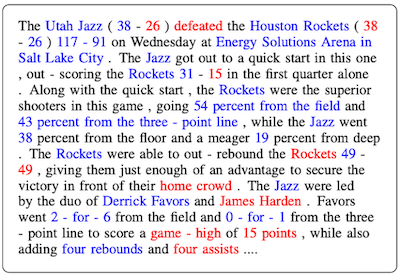 The Utah Jazz ( 38 - 26 ) defeated the Houston Rockets ( 38
- 26 ) 117 - 91 on Wednesday at Energy Solutions Arena in
Salt Lake City . The Jazz got out to a quick start in this one
, out - scoring the Rockets 31 - 15 in the first quarter alone
. Along with the quick start , the Rockets were the superior
shooters in this game , going 54 percent from the field and
43 percent from the three - point line , while the Jazz went
38 percent from the floor and a meager 19 percent from deep
. The Rockets were able to out - rebound the Rockets 49 -
49 , giving them just enough of an advantage to secure the
victory in front of their home crowd . The Jazz were led
by the duo of Derrick Favors and James Harden . Favors
went 2 - for - 6 from the field and 0 - for - 1 from the three
- point line to score a game - high of 15 points , while also
adding four rebounds and four assists ....